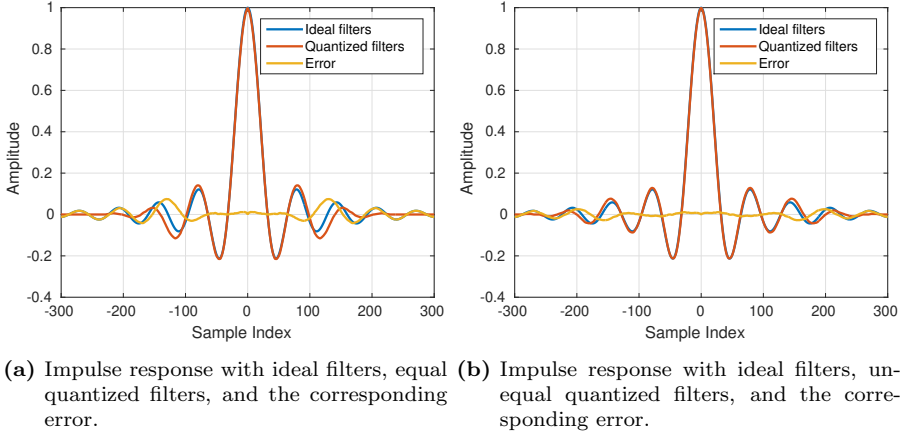 1
0.8
0.6
0.4
0.2
0
-0.2
-0.4
Amplitude
-300 -200 -100 0 100 200 300
Sample Index
Ideal filters
Quantized filters
Error
1
0.8
0.6
0.4
0.2
0
-0.2
-0.4
Amplitude
-300 -200 -100 0 100 200 300
Sample Index
Ideal filters
Quantized filters
Error
(a) Impulse response with ideal filters, equal
quantized filters, and the corresponding
error.
(b) Impulse response with ideal filters, un-
equal quantized filters, and the corre-
sponding error.